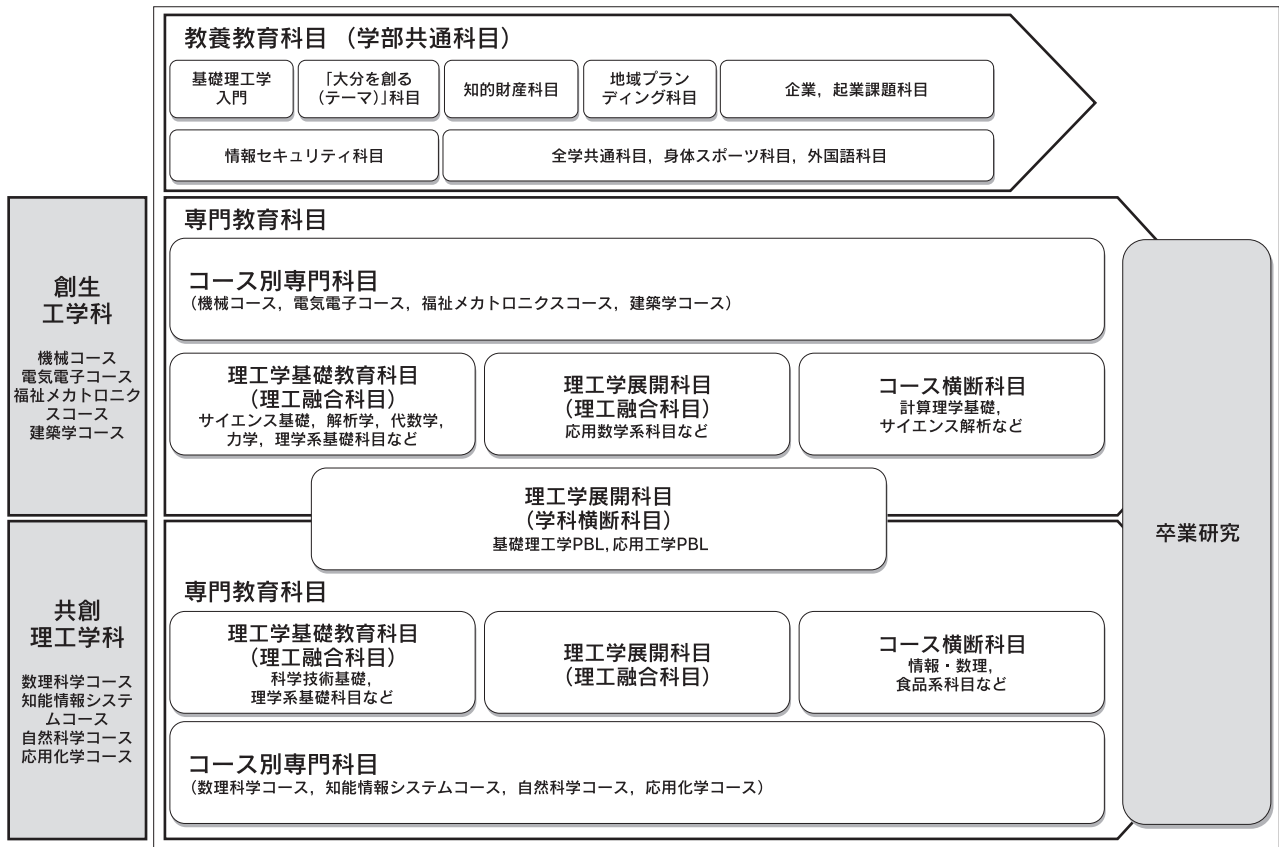 教養教育科目 （学部共通科目）
基礎理工学
入門
「大分を創る
（テーマ）」科目
知的財産科目
地域プラン
ディング科目
企業，起業課題科目
情報セキュリティ科目
全学共通科目，身体スポーツ科目，外国語科目
創生
工学科
機械コース
電気電子コース
福祉メカトロニク
スコース
建築学コース
専門教育科目
コース別専門科目
（機械コース，電気電子コース，福祉メカトロニクスコース，建築学コース）
理工学基礎教育科目
（理工融合科目）
サイエンス基礎，解析学，代数学，
力学，理学系基礎科目など
理工学展開科目
（理工融合科目）
応用数学系科目など
コース横断科目
計算理学基礎，
サイエンス解析など
理工学展開科目
（学科横断科目）
基礎理工学PBL，応用工学PBL
卒業研究
共創
理工学科
数理科学コース
知能情報システ
ムコース
自然科学コース
応用化学コース
専門教育科目
理工学基礎教育科目
（理工融合科目）
科学技術基礎，
理学系基礎科目など
理工学展開科目
（理工融合科目）
コース横断科目
情報・数理，
食品系科目など
コース別専門科目
（数理科学コース，知能情報システムコース，自然科学コース，応用化学コース）